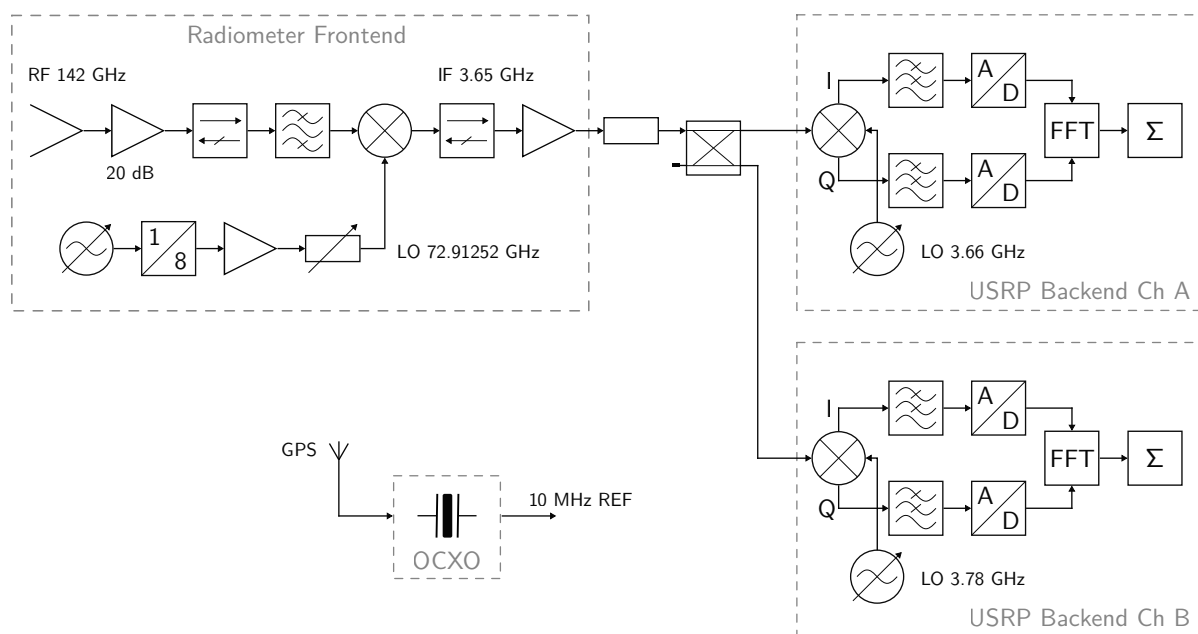 Radiometer Frontend
RF 142 GHz
IF 3.65 GHz
20 dB
1
8
LO 72.91252 GHz
I
A
D
FFT
Σ
Q
A
D
LO 3.66 GHz
USRP Backend Ch A
I
A
D
FFT
Σ
Q
A
D
LO 3.78 GHz
USRP Backend Ch B
GPS
10 MHz REF
OCXO